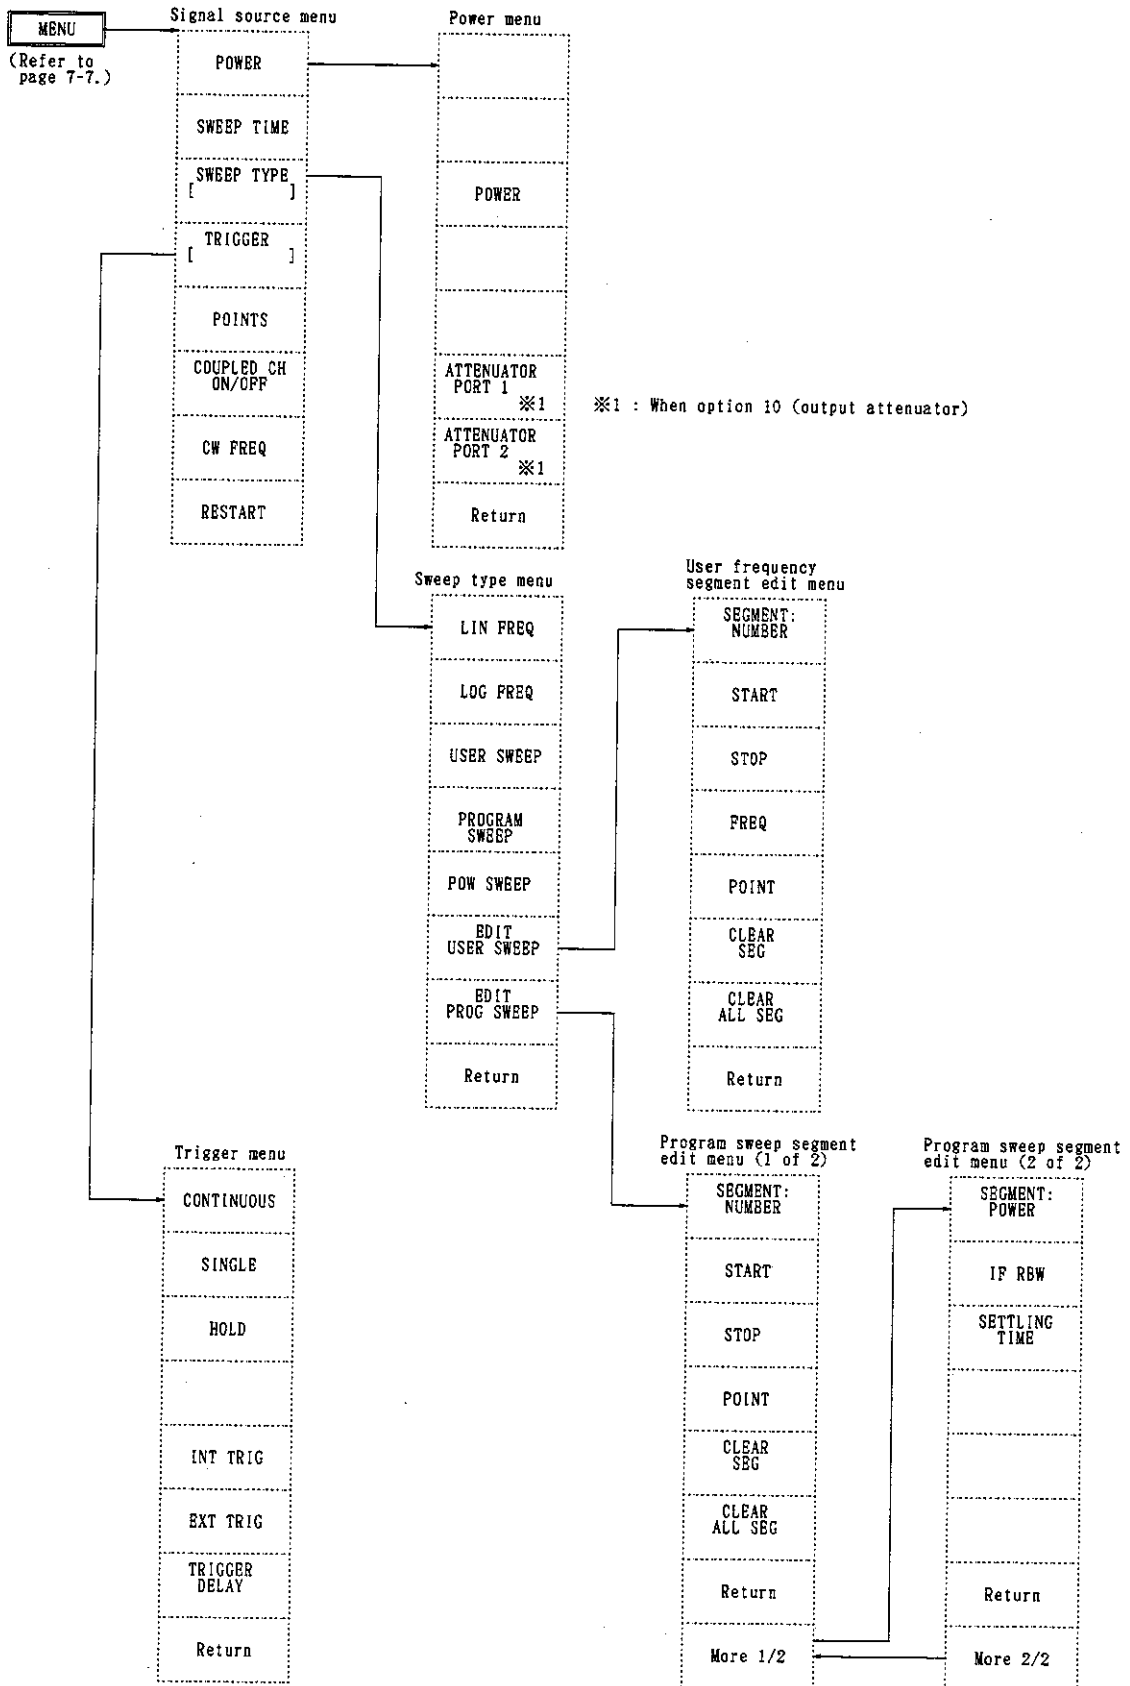 MENU
(Refer to
page 7-7.)
Signal source menu
POWER
SWEEP TIME
SWEEP TYPE
[ ]
TRIGGER
[ ]
POINTS
COUPLED CH
ON/OFF
CW FREQ
RESTART
Power menu
POWER
ATTENUATOR
PORT 1
※1
ATTENUATOR
PORT 2
※1
Return
※1 : When option 10 (output attenuator)
Sweep type menu
LIN FREQ
LOG FREQ
USER SWEEP
PROGRAM
SWEEP
POW SWEEP
EDIT
USER SWEEP
EDIT
PROG SWEEP
Return
User frequency
segment edit menu
SEGMENT:
NUMBER
START
STOP
FREQ
POINT
CLEAR
SEG
CLEAR
ALL SEG
Return
Trigger menu
CONTINUOUS
SINGLE
HOLD
INT TRIG
EXT TRIG
TRIGGER
DELAY
Return
Program sweep segment
edit menu (1 of 2)
SEGMENT:
NUMBER
START
STOP
POINT
CLEAR
SEG
CLEAR
ALL SEG
Return
More 1/2
Program sweep segment
edit menu (2 of 2)
SEGMENT:
POWER
IF RBW
SETTLING
TIME
Return
More 2/2